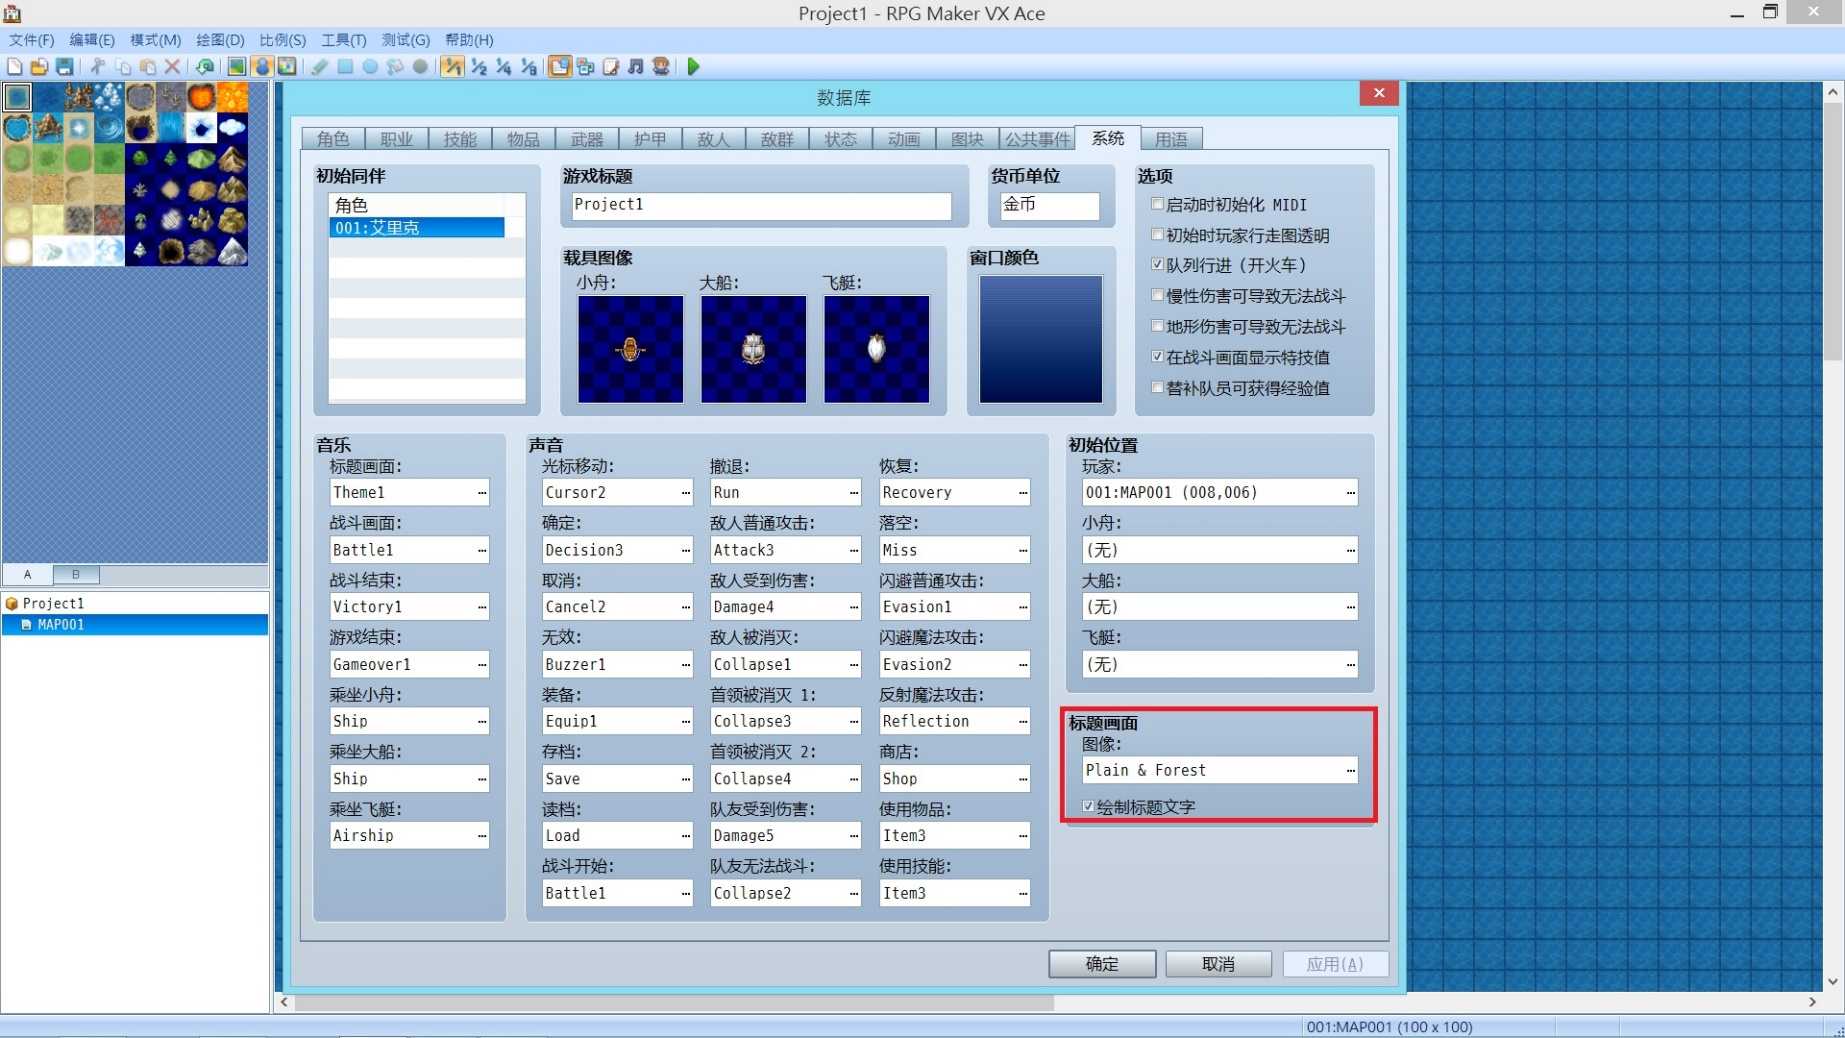 Project1 - RPG Maker VX Ace
文件(F) 编辑(E) 模式(M) 绘图(D) 比例(S) 工具(T) 测试(G) 帮助(H)
1/1 1/2 1/4 1/8
数据库
角色 职业 技能 物品 武器 护甲 敌人 敌群 状态 动画 图块 公共事件 系统 用语
初始同伴
角色
001:艾里克
游戏标题
Project1
货币单位
金币
载具图像
小舟: 大船: 飞艇:
窗口颜色
选项
启动时初始化 MIDI
初始时玩家行走图透明
队列行进（开火车）
慢性伤害可导致无法战斗
地形伤害可导致无法战斗
在战斗画面显示特技值
替补队员可获得经验值
音乐
标题画面:
Theme1
战斗画面:
Battle1
战斗结束:
Victory1
游戏结束:
Gameover1
乘坐小舟:
Ship
乘坐大船:
Ship
乘坐飞艇:
Airship
声音
光标移动: 撤退: 恢复:
Cursor2 Run Recovery
确定: 敌人普通攻击: 落空:
Decision3 Attack3 Miss
取消: 敌人受到伤害: 闪避普通攻击:
Cancel2 Damage4 Evasion1
无效: 敌人被消灭: 闪避魔法攻击:
Buzzer1 Collapse1 Evasion2
装备: 首领被消灭 1: 反射魔法攻击:
Equip1 Collapse3 Reflection
存档: 首领被消灭 2: 商店:
Save Collapse4 Shop
读档: 队友受到伤害: 使用物品:
Load Damage5 Item3
战斗开始: 队友无法战斗: 使用技能:
Battle1 Collapse2 Item3
初始位置
玩家:
001:MAP001 (008,006)
小舟:
(无)
大船:
(无)
飞艇:
(无)
标题画面
图像:
Plain & Forest
绘制标题文字
确定 取消 应用(A)
A B
Project1
MAP001
001:MAP001 (100 x 100)